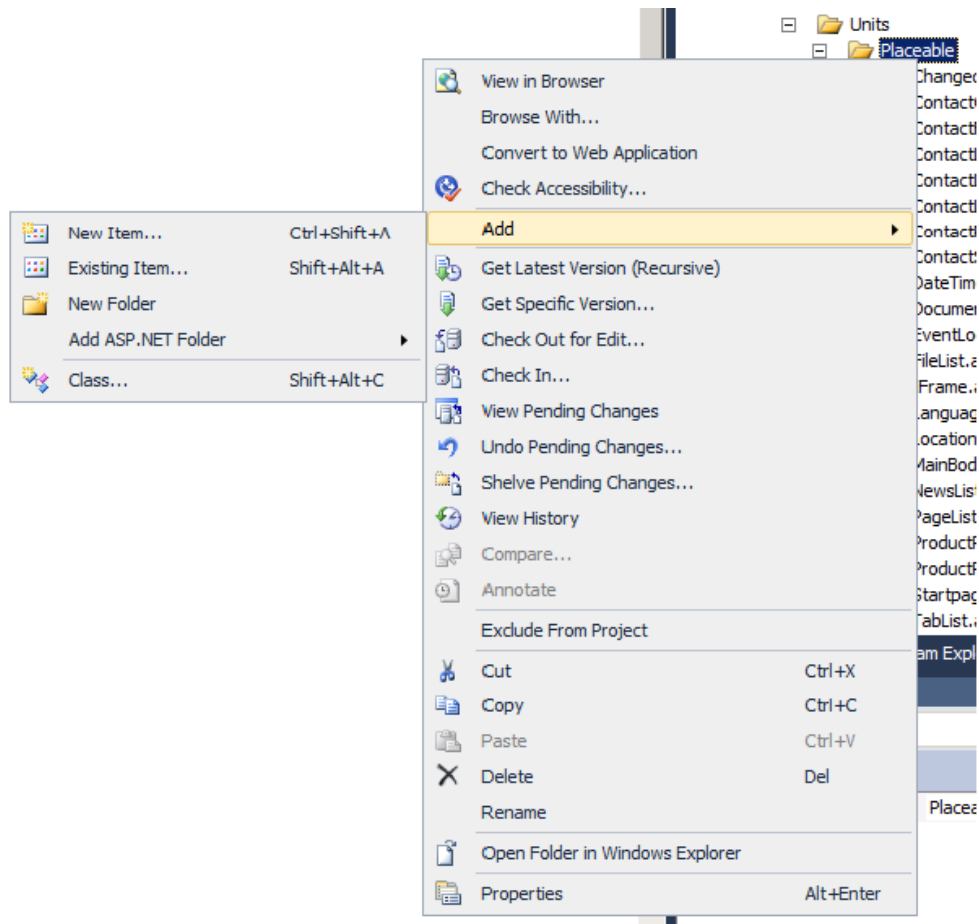 Units
Placeable
View in Browser
Browse With...
Convert to Web Application
Check Accessibility...
Add
New Item... Ctrl+Shift+A
Existing Item... Shift+Alt+A
New Folder
Add ASP.NET Folder
Class... Shift+Alt+C
Get Latest Version (Recursive)
Get Specific Version...
Check Out for Edit...
Check In...
View Pending Changes
Undo Pending Changes...
Shelve Pending Changes...
View History
Compare...
Annotate
Exclude From Project
Cut Ctrl+X
Copy Ctrl+C
Paste Ctrl+V
Delete Del
Rename
Open Folder in Windows Explorer
Properties Alt+Enter